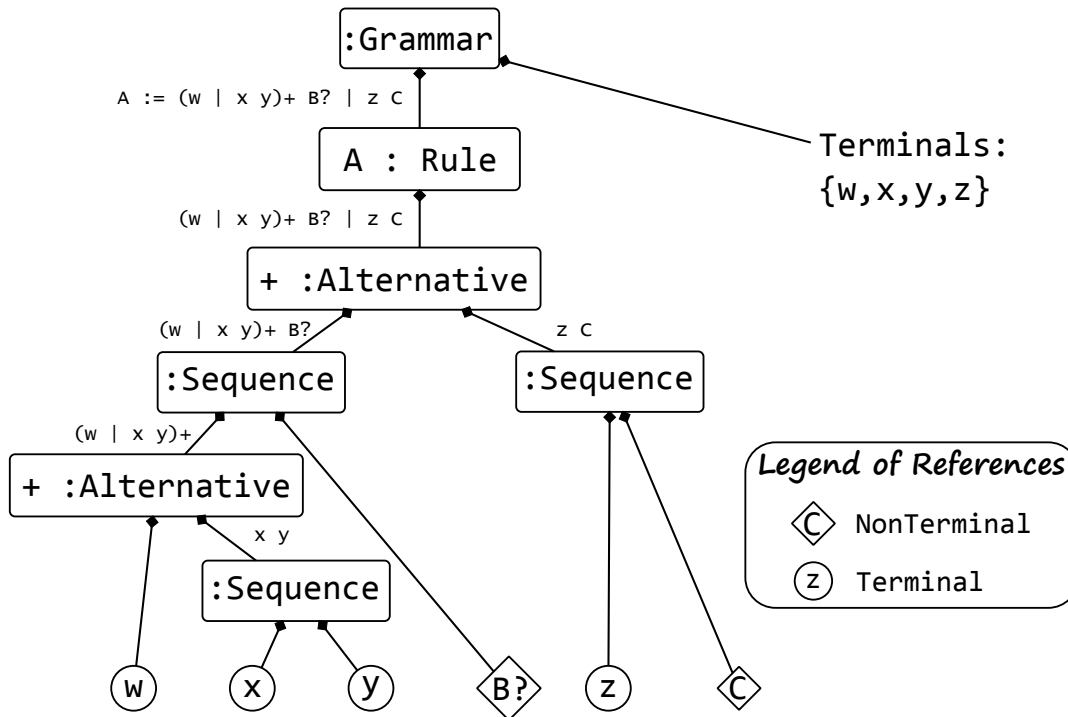 :Grammar
A := (w | x y)+ B? | z C
A : Rule
Terminals:
{w,x,y,z}
(w | x y)+ B? | z C
+ :Alternative
(w | x y)+ B?
z C
:Sequence
:Sequence
(w | x y)+
+ :Alternative
Legend of References
C NonTerminal
z Terminal
x y
:Sequence
w
x
y
B?
z
C